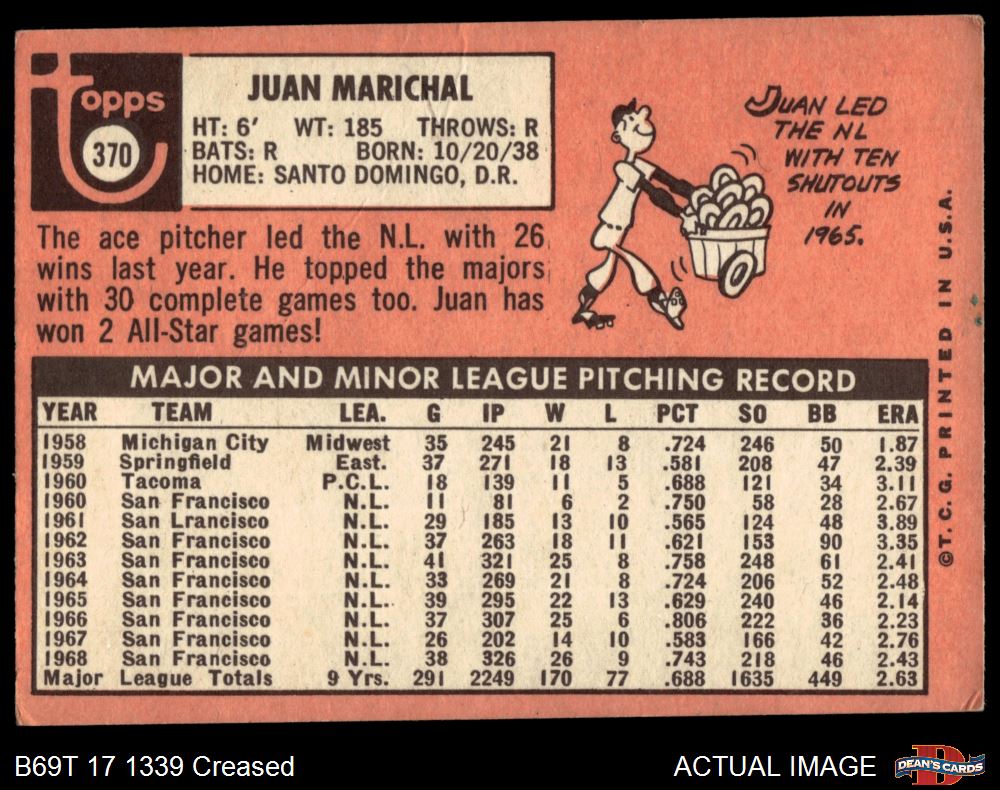 Topps
370
JUAN MARICHAL
HT: 6' WT: 185 THROWS: R
BATS: R BORN: 10/20/38
HOME: SANTO DOMINGO, D.R.
JUAN LED
THE NL
WITH TEN
SHUTOUTS
IN
1965.
The ace pitcher led the N.L. with 26
wins last year. He topped the majors
with 30 complete games too. Juan has
won 2 All-Star games!
MAJOR AND MINOR LEAGUE PITCHING RECORD
YEAR TEAM LEA. G IP W L PCT SO BB ERA
1958 Michigan City Midwest 35 245 21 8 .724 246 50 1.87
1959 Springfield East. 37 271 18 13 .581 208 47 2.39
1960 Tacoma P.C.L. 18 139 11 5 .688 121 34 3.11
1960 San Francisco N.L. 11 81 6 2 .750 58 28 2.67
1961 San Lrancisco N.L. 29 185 13 10 .565 124 48 3.89
1962 San Francisco N.L. 37 263 18 11 .621 153 90 3.35
1963 San Francisco N.L. 41 321 25 8 .758 248 61 2.41
1964 San Francisco N.L. 33 269 21 8 .724 206 52 2.48
1965 San Francisco N.L. 39 295 22 13 .629 240 46 2.14
1966 San Francisco N.L. 37 307 25 6 .806 222 36 2.23
1967 San Francisco N.L. 26 202 14 10 .583 166 42 2.76
1968 San Francisco N.L. 38 326 26 9 .743 218 46 2.43
Major League Totals 9 Yrs. 291 2249 170 77 .688 1635 449 2.63
©T.C.G. PRINTED IN U.S.A.
B69T 17 1339 Creased
ACTUAL IMAGE
DEAN'S CARDS